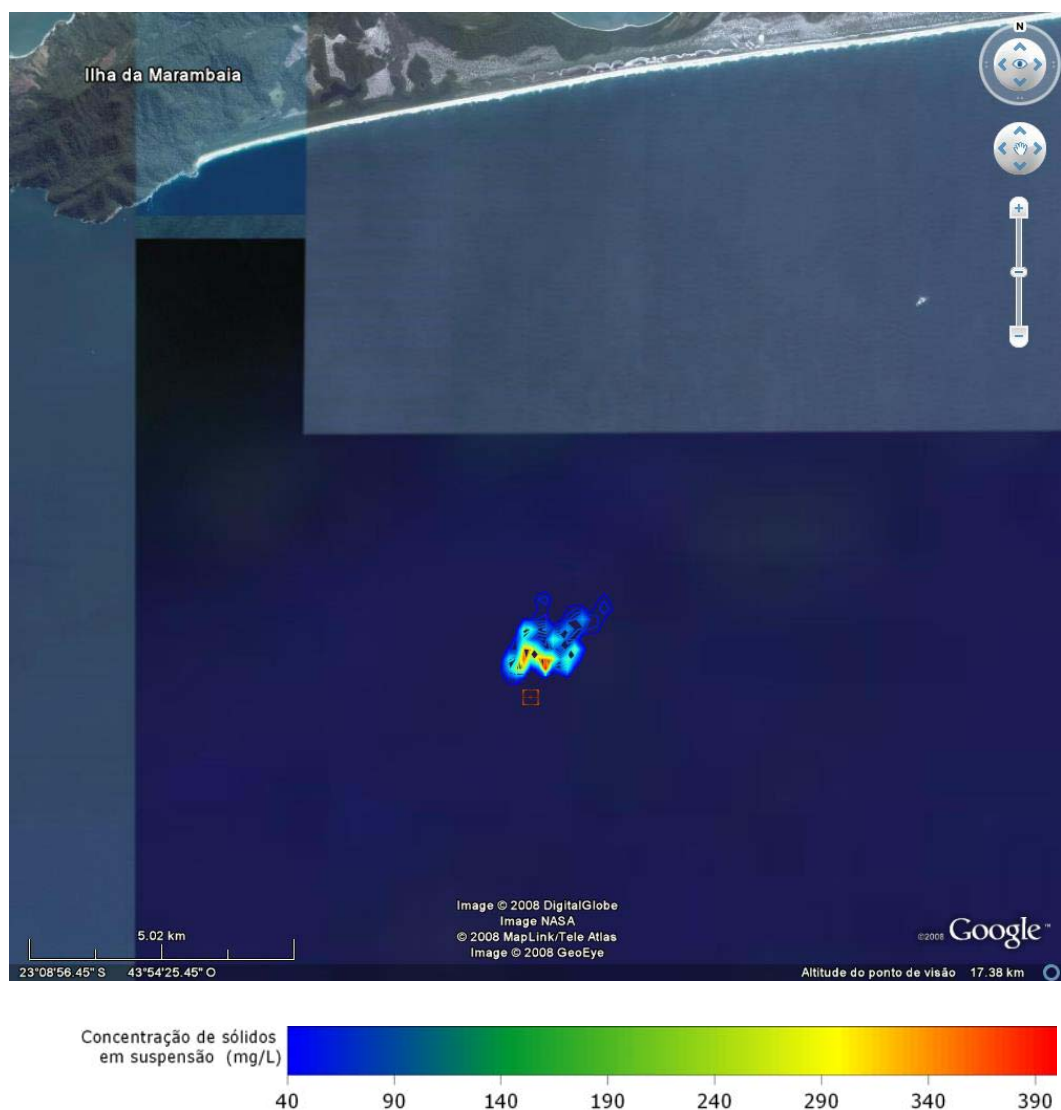 N
Ilha da Marambaia
Image © 2008 DigitalGlobe
Image NASA
© 2008 MapLink/Tele Atlas
Image © 2008 GeoEye
5.02 km
©2008 Google™
23°08'56.45" S 43°54'25.45" O
Altitude do ponto de visão 17.38 km
Concentração de sólidos
em suspensão (mg/L)
40 90 140 190 240 290 340 390